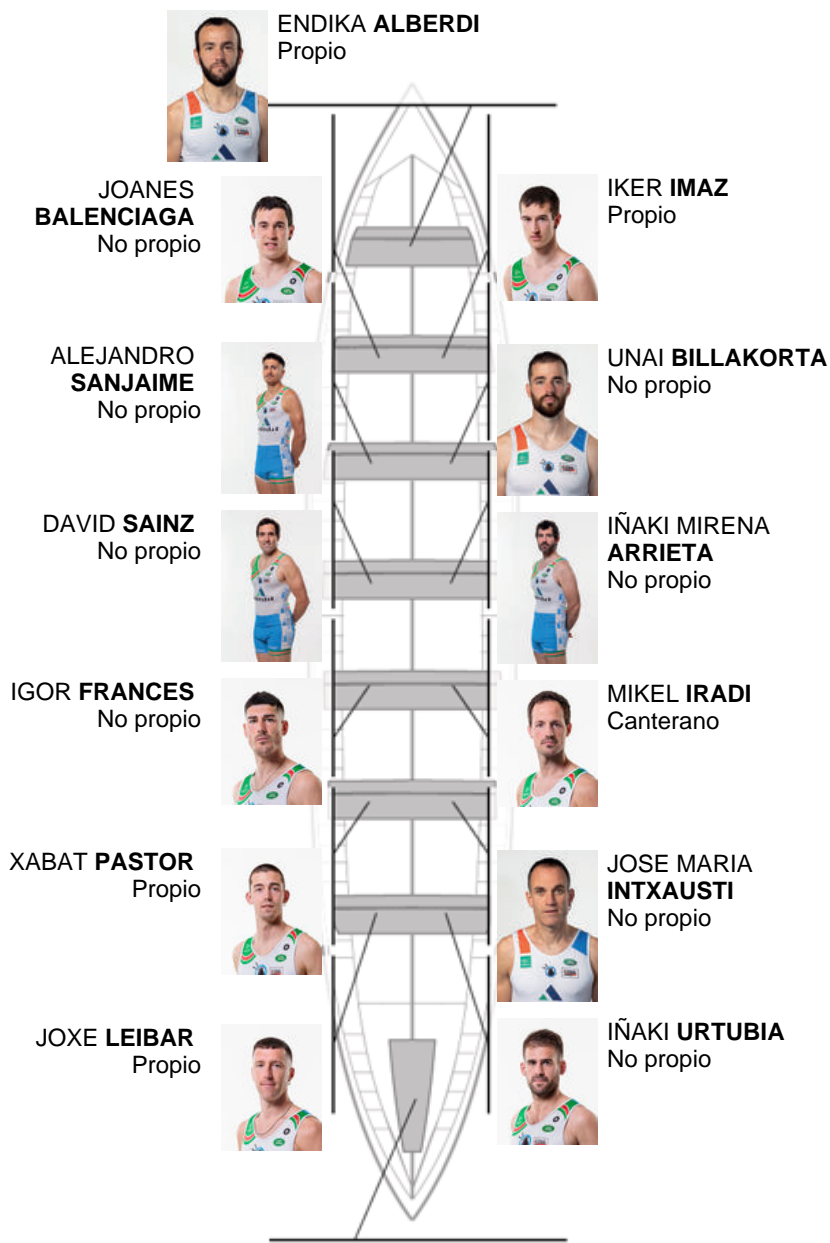 ENDIKA ALBERDI
Propio
JOANES
BALENCIAGA
No propio
IKER IMAZ
Propio
ALEJANDRO
SANJAIME
No propio
UNAI BILLAKORTA
No propio
DAVID SAINZ
No propio
IÑAKI MIRENA
ARRIETA
No propio
IGOR FRANCES
No propio
MIKEL IRADI
Canterano
XABAT PASTOR
Propio
JOSE MARIA
INTXAUSTI
No propio
JOXE LEIBAR
Propio
IÑAKI URTUBIA
No propio